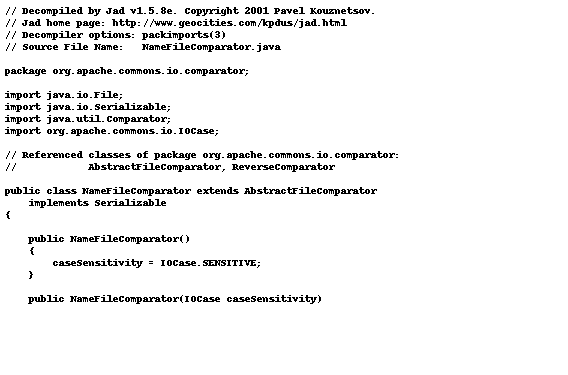 // Decompiled by Jad v1.5.8e. Copyright 2001 Pavel Kouznetsov.
// Jad home page: http://www.geocities.com/kpdus/jad.html
// Decompiler options: packimports(3)
// Source File Name:   NameFileComparator.java

package org.apache.commons.io.comparator;

import java.io.File;
import java.io.Serializable;
import java.util.Comparator;
import org.apache.commons.io.IOCase;

// Referenced classes of package org.apache.commons.io.comparator:
//            AbstractFileComparator, ReverseComparator

public class NameFileComparator extends AbstractFileComparator
    implements Serializable
{

    public NameFileComparator()
    {
        caseSensitivity = IOCase.SENSITIVE;
    }

    public NameFileComparator(IOCase caseSensitivity)